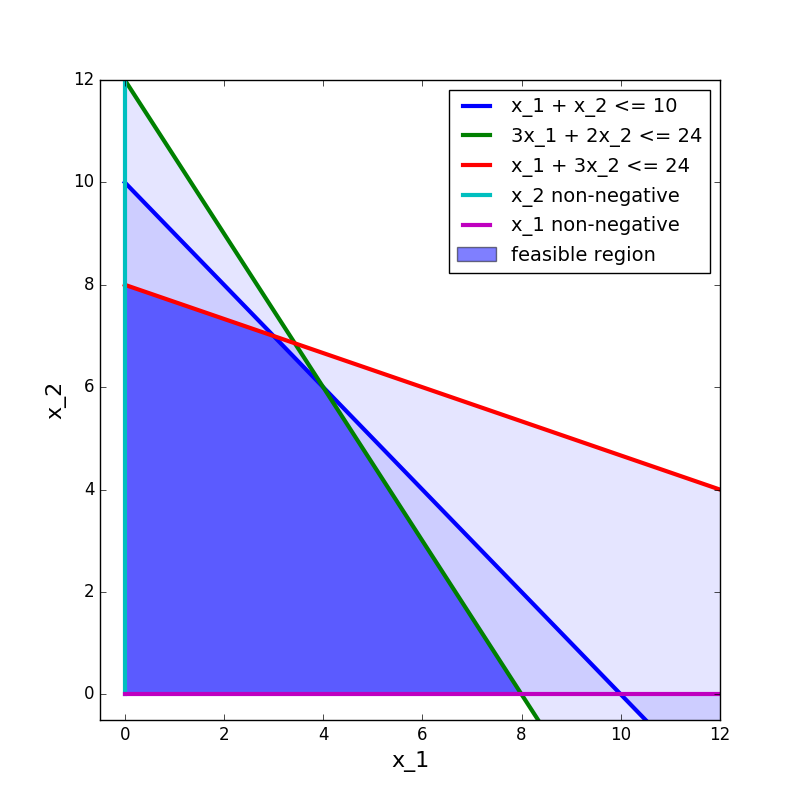 12
10
8
6
4
2
0
x_2
0
2
4
6
8
10
12
x_1
x_1 + x_2 <= 10
3x_1 + 2x_2 <= 24
x_1 + 3x_2 <= 24
x_2 non-negative
x_1 non-negative
feasible region